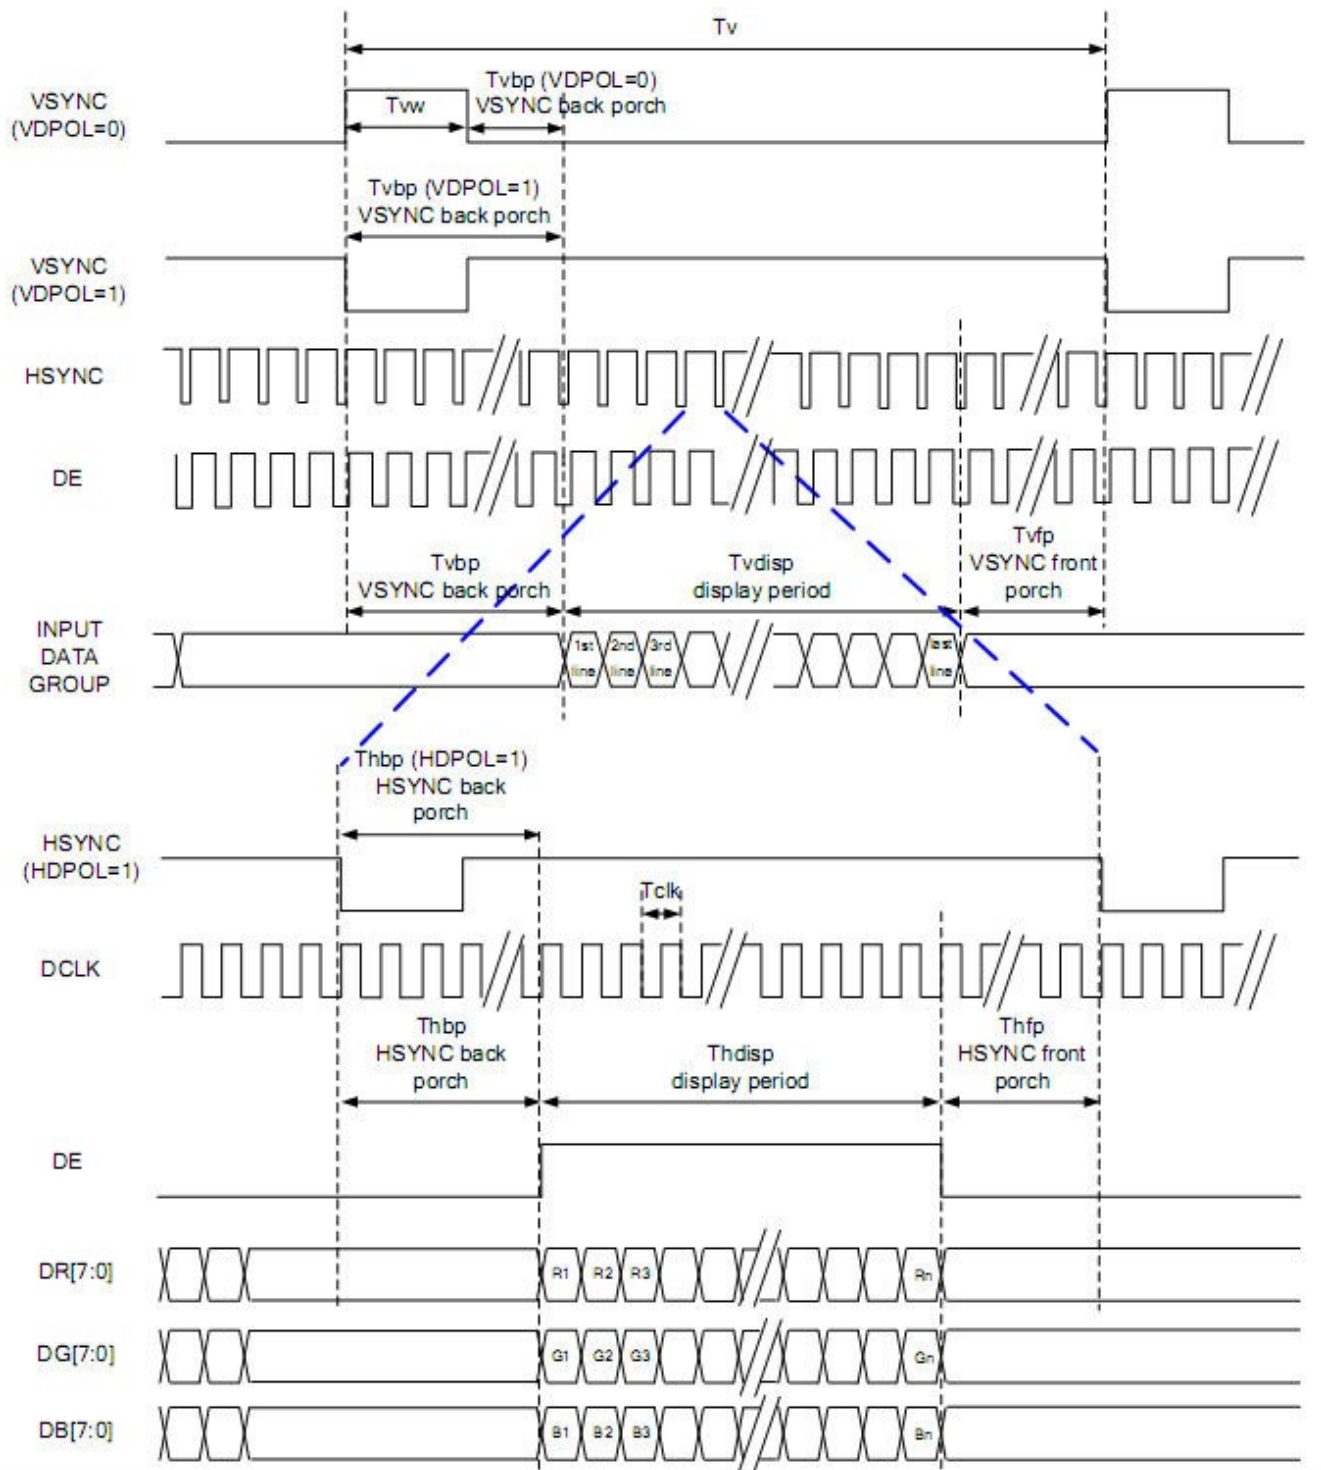 Tv
Tvbp (VDPOL=0)
VSYNC back porch
VSYNC
(VDPOL=0)
Tvw
Tvbp (VDPOL=1)
VSYNC back porch
VSYNC
(VDPOL=1)
HSYNC
DE
Tvbp
VSYNC back porch
Tvdisp
display period
Tvfp
VSYNC front
porch
INPUT
DATA
GROUP
1st
line
2nd
line
3rd
line
last
line
Thbp (HDPOL=1)
HSYNC back
porch
HSYNC
(HDPOL=1)
Tclk
DCLK
Thbp
HSYNC back
porch
Thdisp
display period
Thfp
HSYNC front
porch
DE
DR[7:0]
R1 R2 R3 Rn
DG[7:0]
G1 G2 G3 Gn
DB[7:0]
B1 B2 B3 Bn